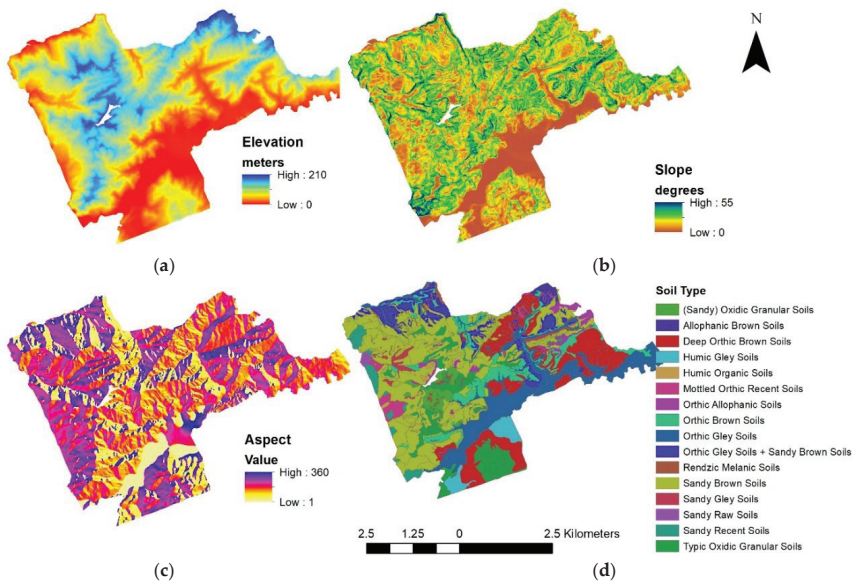 N
Elevation
meters
High : 210
Low : 0
Slope
degrees
High : 55
Low : 0
(a)
(b)
Aspect
Value
High : 360
Low : 1
Soil Type
(Sandy) Oxidic Granular Soils
Allophanic Brown Soils
Deep Orthic Brown Soils
Humic Gley Soils
Humic Organic Soils
Mottled Orthic Recent Soils
Orthic Allophanic Soils
Orthic Brown Soils
Orthic Gley Soils
Orthic Gley Soils + Sandy Brown Soils
Rendzic Melanic Soils
Sandy Brown Soils
Sandy Gley Soils
Sandy Raw Soils
Sandy Recent Soils
Typic Oxidic Granular Soils
2.5 1.25 0 2.5 Kilometers
(c)
(d)